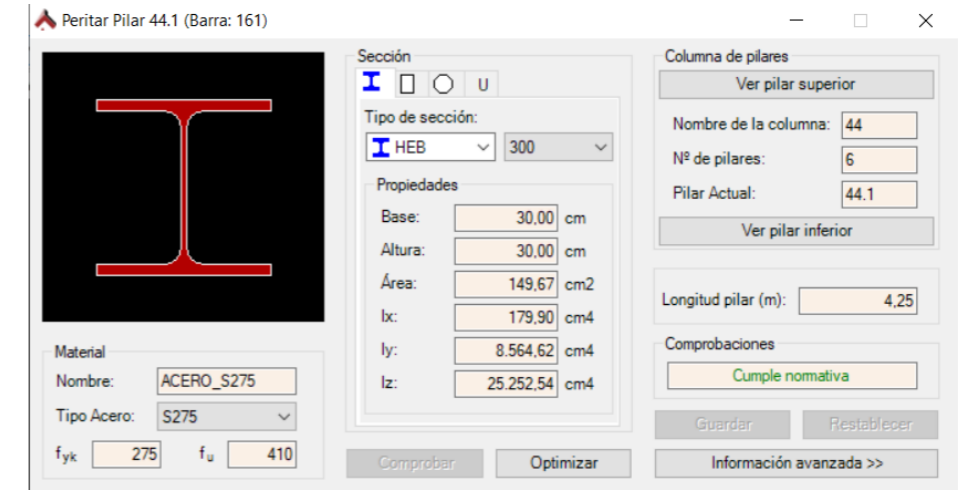 Peritar Pilar 44.1 (Barra: 161)
Sección
U
Tipo de sección:
HEB 300
Propiedades
Base: 30,00 cm
Altura: 30,00 cm
Área: 149,67 cm2
Ix: 179,90 cm4
Iy: 8.564,62 cm4
Iz: 25.252,54 cm4
Comprobar Optimizar
Material
Nombre: ACERO_S275
Tipo Acero: S275
fyk 275 fu 410
Columna de pilares
Ver pilar superior
Nombre de la columna: 44
Nº de pilares: 6
Pilar Actual: 44.1
Ver pilar inferior
Longitud pilar (m): 4,25
Comprobaciones
Cumple normativa
Guardar Restablecer
Información avanzada >>